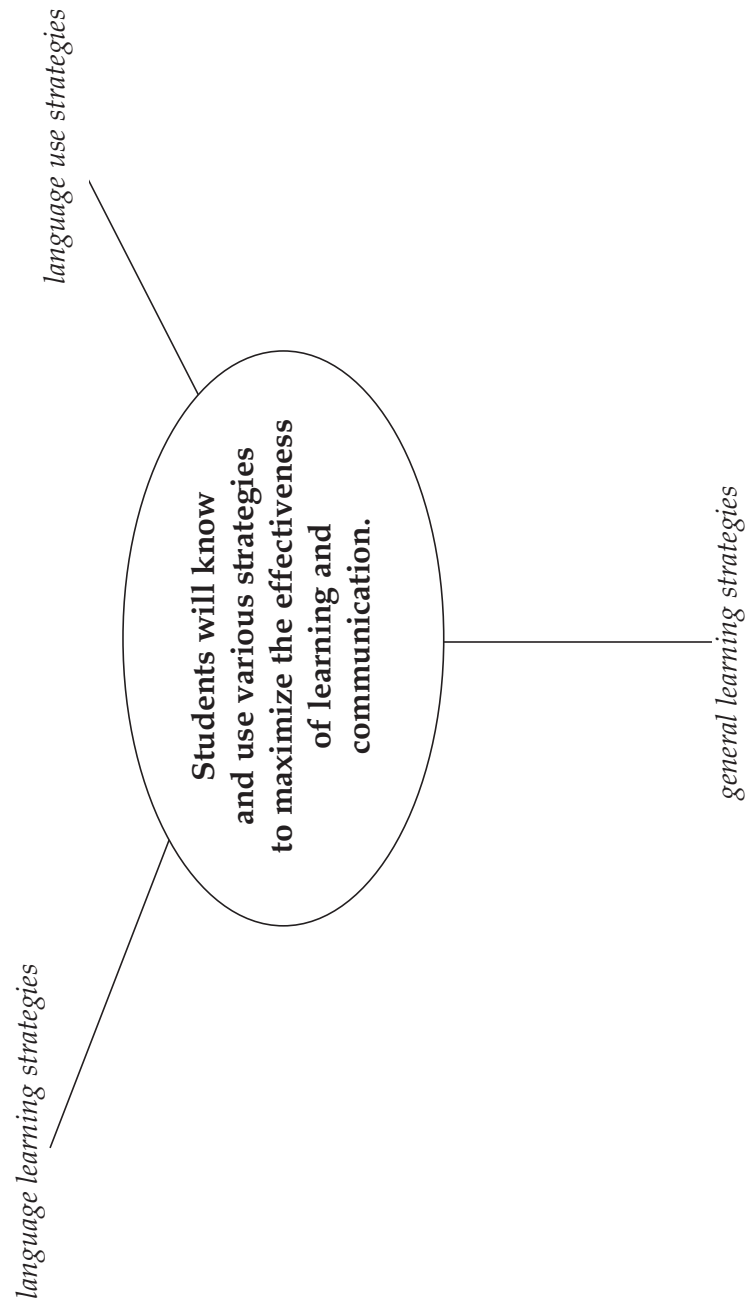 language learning strategies
language use strategies
Students will know
and use various strategies
to maximize the effectiveness
of learning and
communication.
general learning strategies